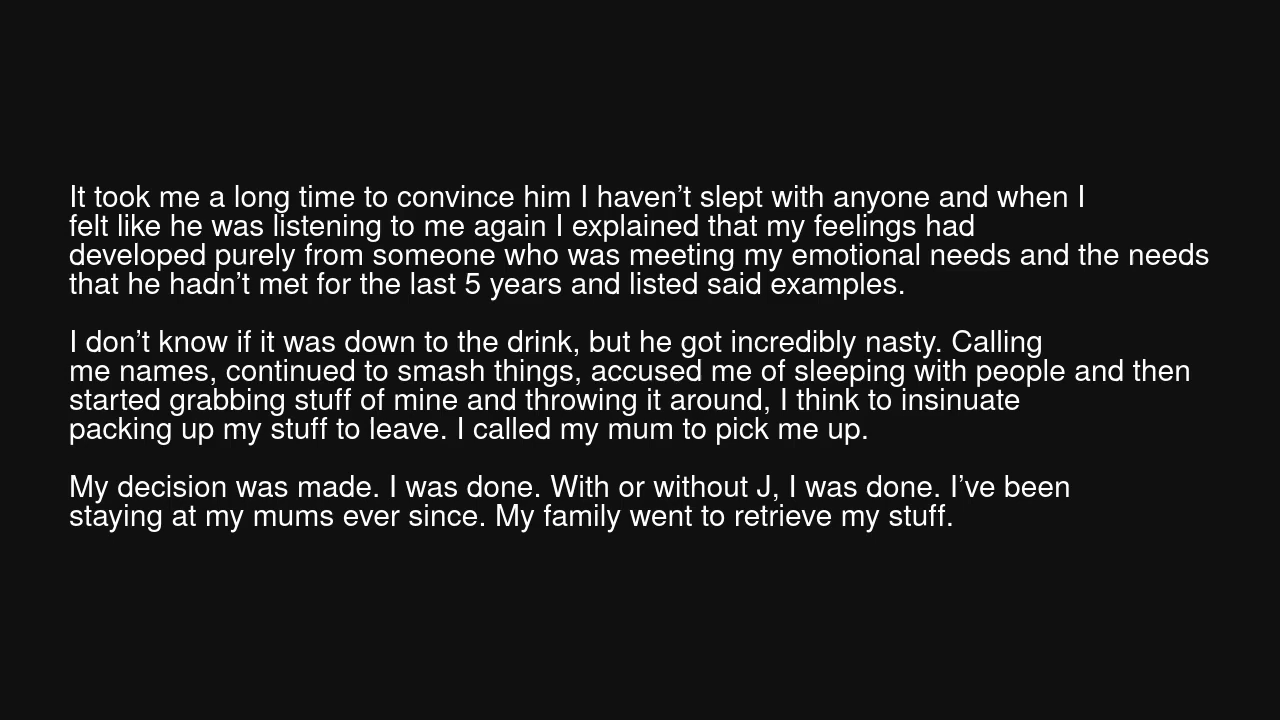 It took me a long time to convince him I haven’t slept with anyone and when I
felt like he was listening to me again I explained that my feelings had
developed purely from someone who was meeting my emotional needs and the needs
that he hadn’t met for the last 5 years and listed said examples.
I don’t know if it was down to the drink, but he got incredibly nasty. Calling
me names, continued to smash things, accused me of sleeping with people and then
started grabbing stuff of mine and throwing it around, I think to insinuate
packing up my stuff to leave. I called my mum to pick me up.
My decision was made. I was done. With or without J, I was done. I’ve been
staying at my mums ever since. My family went to retrieve my stuff.